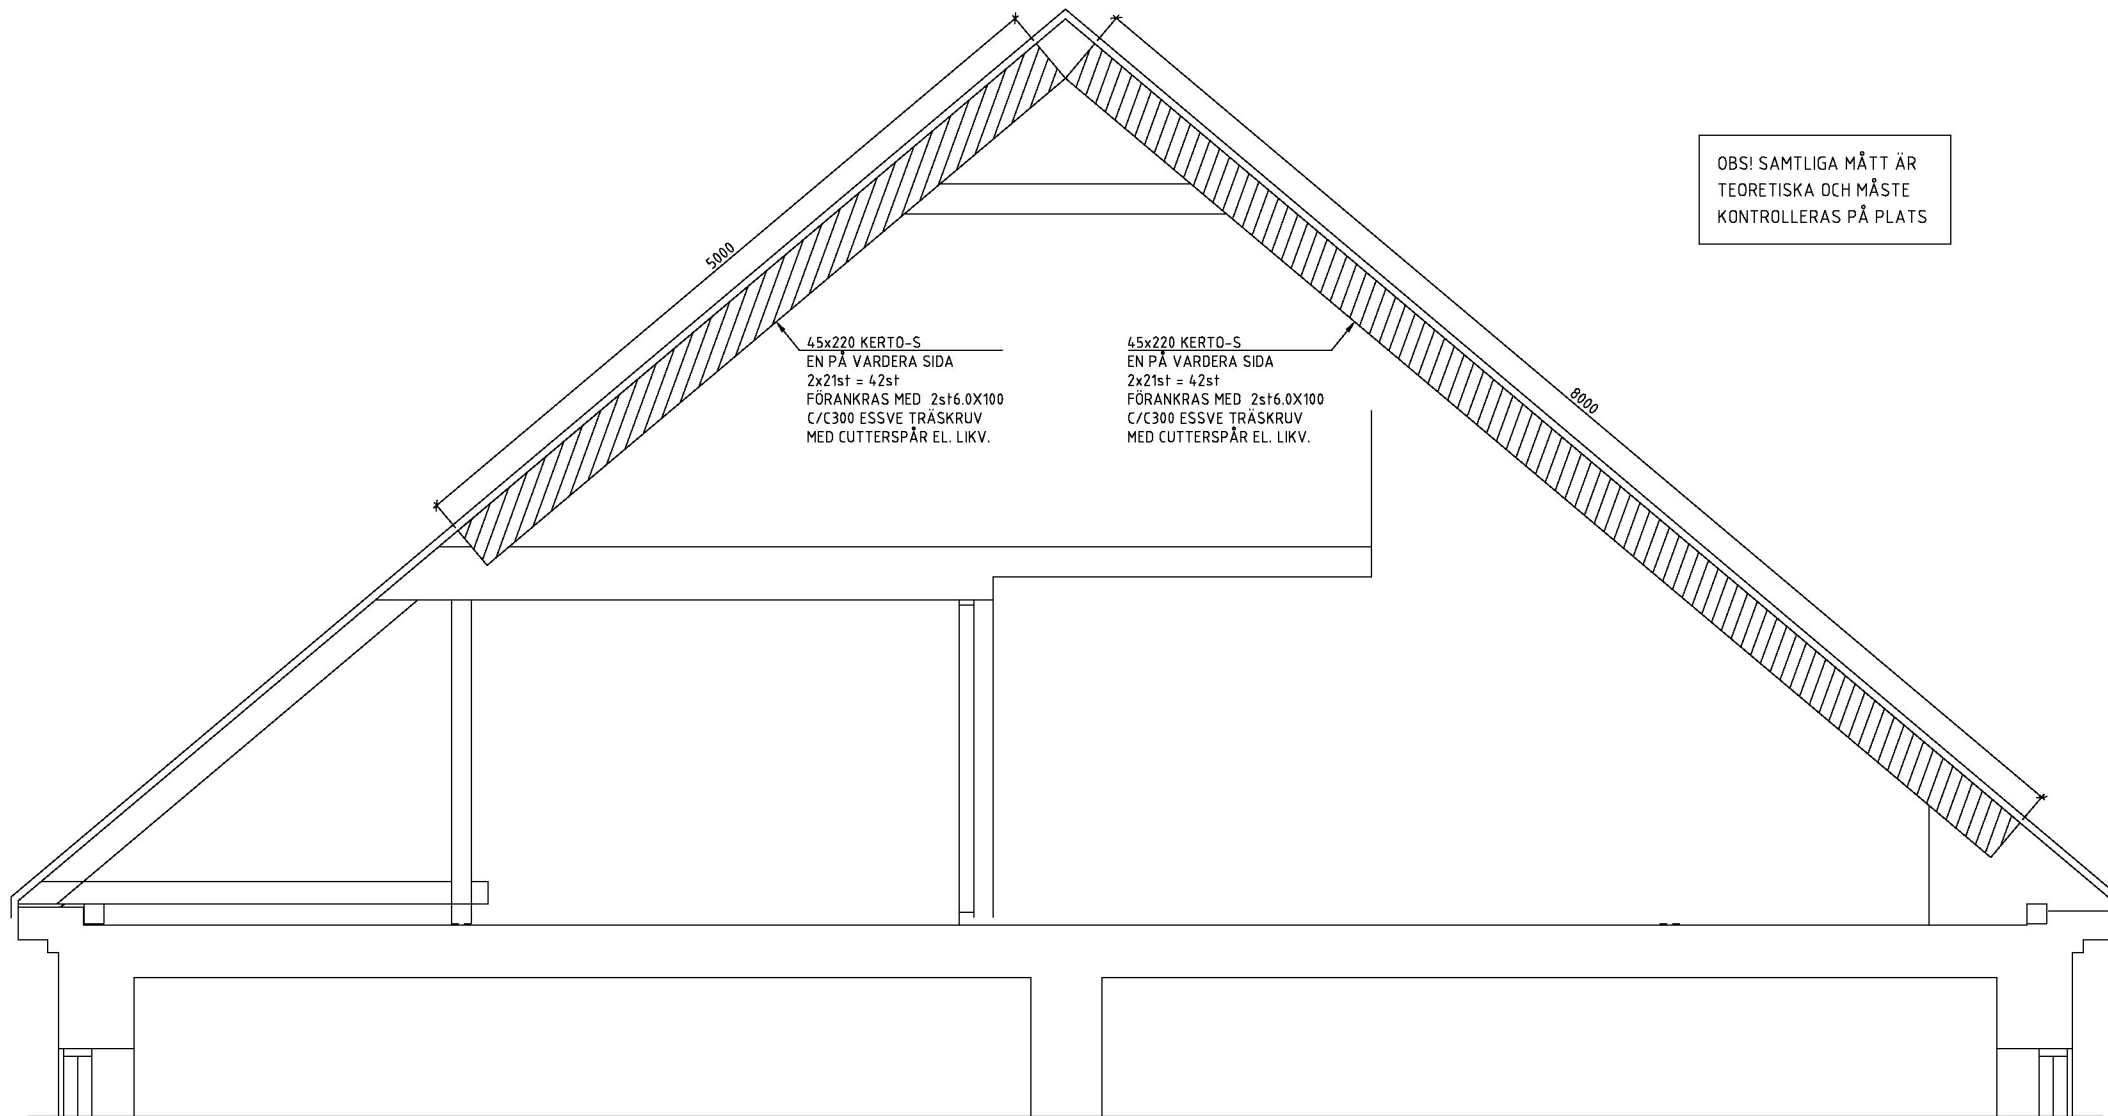 OBS! SAMTLIGA MÅTT ÄR
TEORETISKA OCH MÅSTE
KONTROLLERAS PÅ PLATS
5000
45x220 KERTO-S
EN PÅ VARDERA SIDA
2x21st = 42st
FÖRANKRAS MED 2st6.0X100
C/C300 ESSVE TRÄSKRUV
MED CUTTERSPÅR EL. LIKV.
45x220 KERTO-S
EN PÅ VARDERA SIDA
2x21st = 42st
FÖRANKRAS MED 2st6.0X100
C/C300 ESSVE TRÄSKRUV
MED CUTTERSPÅR EL. LIKV.
8000